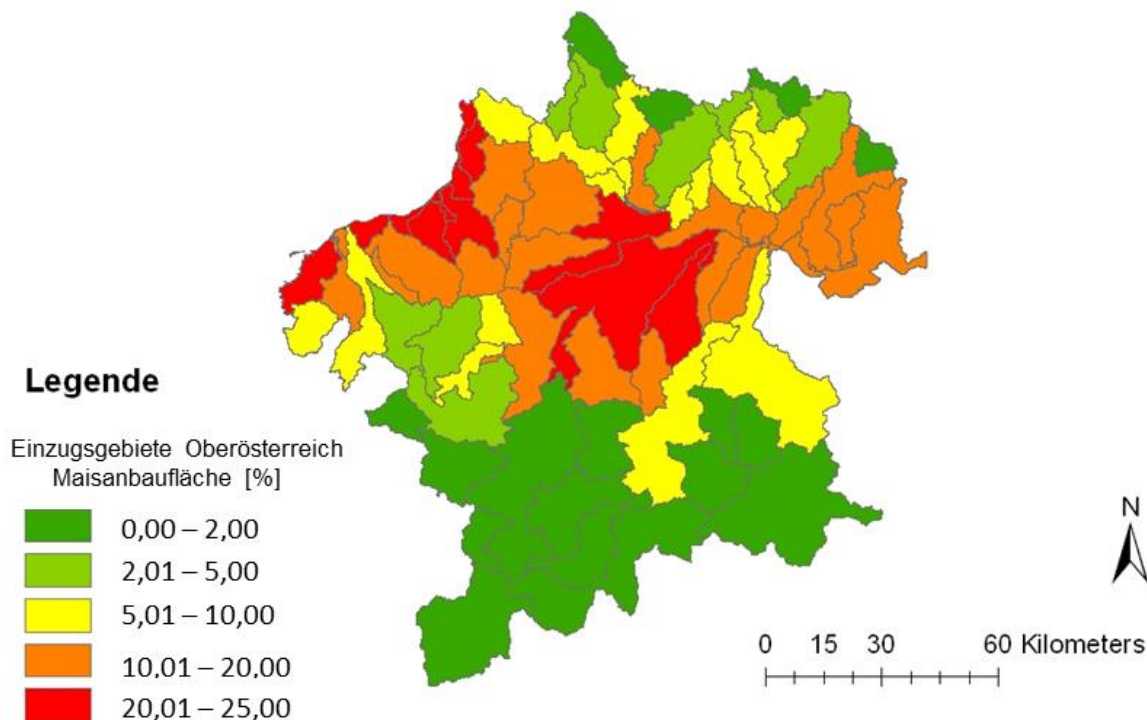 Legende
Einzugsgebiete Oberösterreich
Maisanbaufläche [%]
0,00 – 2,00
2,01 – 5,00
5,01 – 10,00
10,01 – 20,00
20,01 – 25,00
N
0 15 30 60 Kilometers